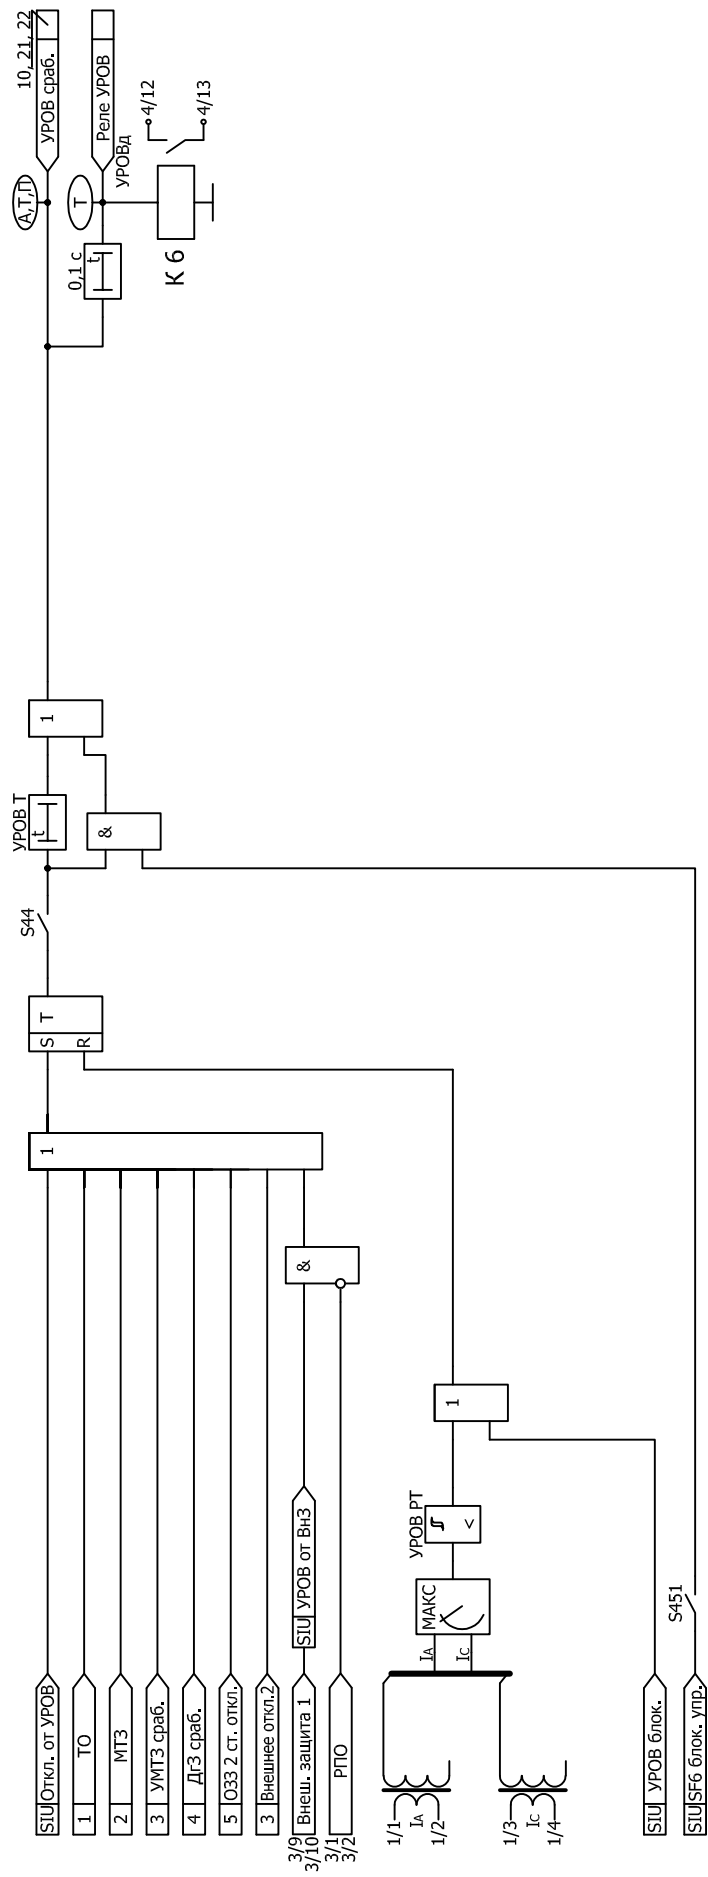 SIU Откл. от УРОВ
1 ТО
2 МТЗ
3 УМТЗ сраб.
4 ДгЗ сраб.
5 ОЗЗ 2 ст. откл.
3 Внешнее откл.2
3/9
3/10
Внеш. защита 1
SIU УРОВ от ВнЗ
3/1
3/2
РПО
&
1
S T
R
S44
УРОВ T
t
&
1
0,1 с
t
А,Т,П
Т
УРОВ сраб.
10, 21, 22
Реле УРОВ
УРОВд
К 6
4/12
4/13
1/1
IA
1/2
1/3
IC
1/4
IA
IC
МАКС
УРОВ РТ
<
1
SIU УРОВ блок.
SIU SF6 блок. упр.
S451